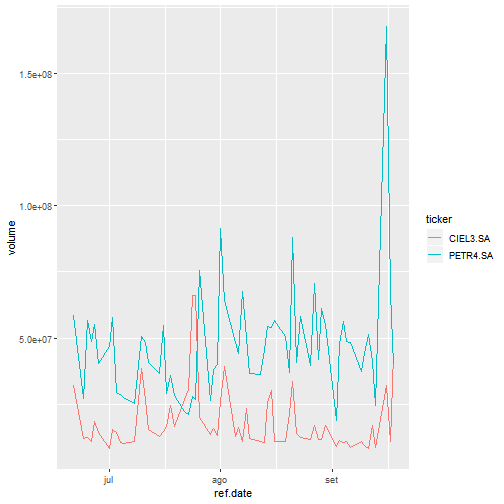 1.5e+08
1.0e+08
5.0e+07
volume
jul
ago
set
ref.date
ticker
CIEL3.SA
PETR4.SA